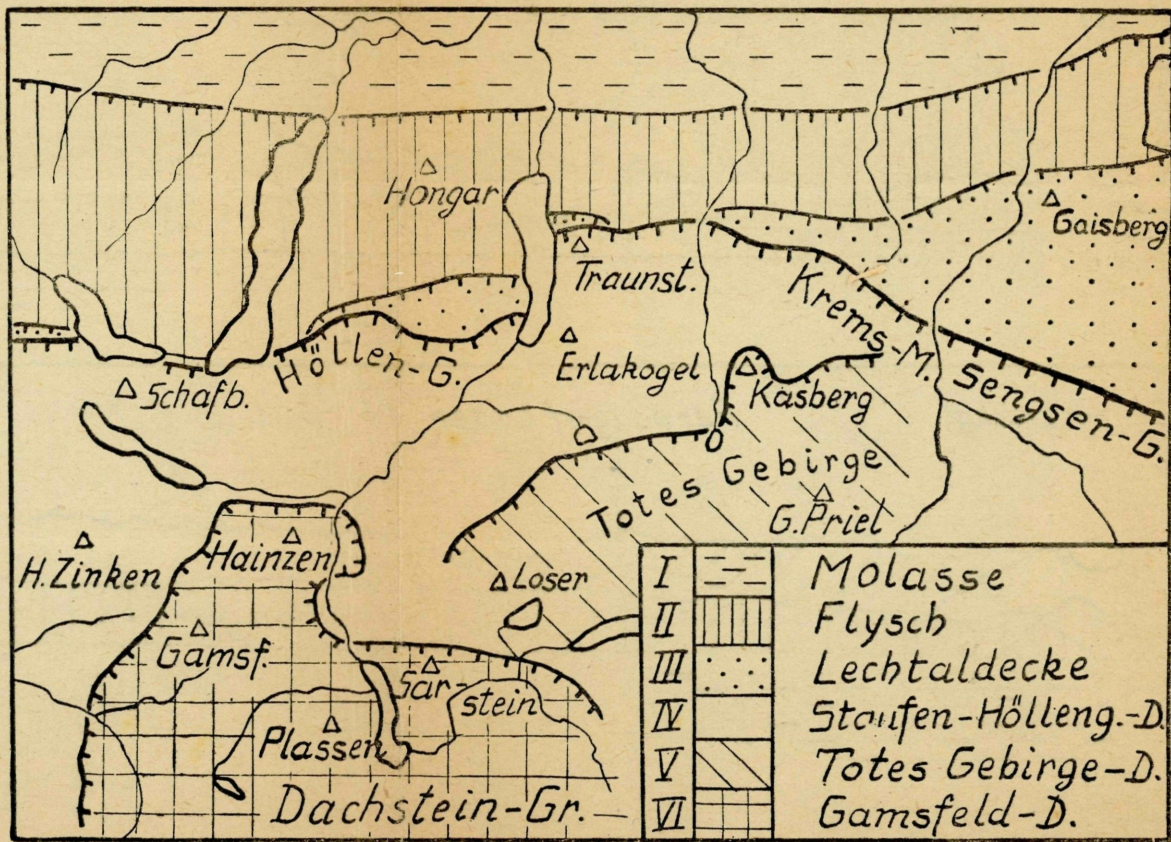 Hongar
Gaisberg
Traunst.
Krems-M.
Höllen-G.
Erlakogel
Kasberg
Sengsen-G.
Schafb.
Totes Gebirge
G. Priel
Hainzen
H. Zinken
Loser
Gamsf.
Sar-
stein
Plassen
Dachstein-Gr.
I Molasse
II Flysch
III Lechtaldecke
IV Staufen-Hölleng.-D.
V Totes Gebirge-D.
VI Gamsfeld-D.